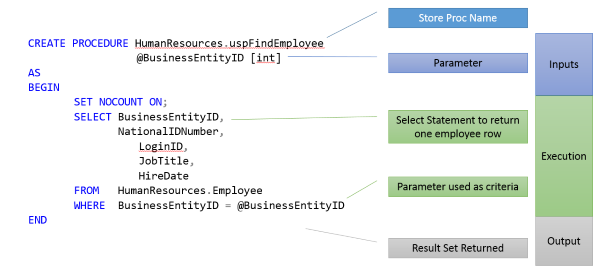 Store Proc Name
CREATE PROCEDURE HumanResources.uspFindEmployee
@BusinessEntityID [int]
Parameter
Inputs
AS
BEGIN
SET NOCOUNT ON;
SELECT BusinessEntityID,
NationalIDNumber,
LoginID,
JobTitle,
HireDate
FROM HumanResources.Employee
WHERE BusinessEntityID = @BusinessEntityID
END
Select Statement to return
one employee row
Execution
Parameter used as criteria
Output
Result Set Returned